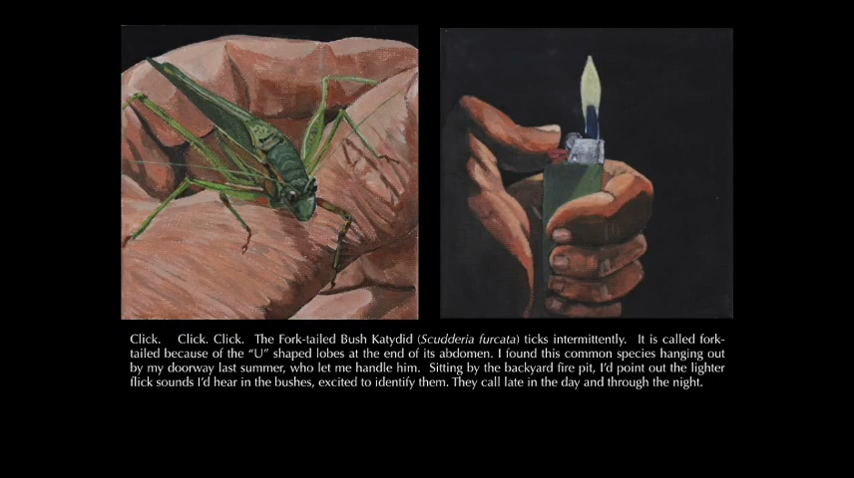 Click.   Click. Click.  The Fork-tailed Bush Katydid (Scudderia furcata) ticks intermittently.  It is called fork-
tailed because of the “U” shaped lobes at the end of its abdomen. I found this common species hanging out
by my doorway last summer, who let me handle him.  Sitting by the backyard fire pit, I’d point out the lighter
flick sounds I’d hear in the bushes, excited to identify them. They call late in the day and through the night.